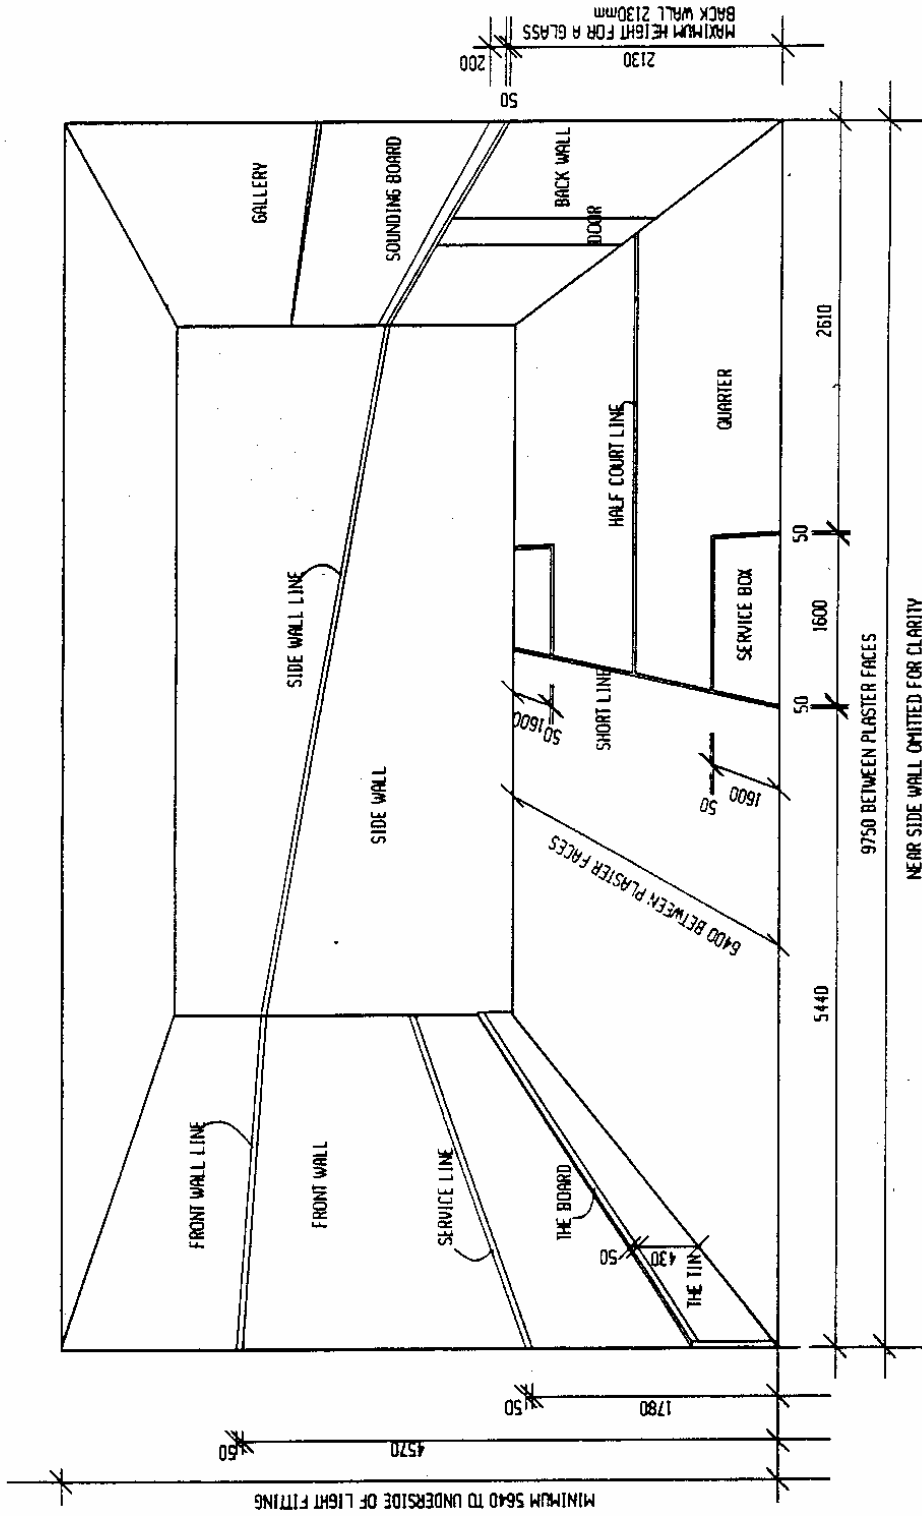 MINIMUM 5640 TO UNDERSIDE OF LIGHT FITTING
50
4570
50
1780
FRONT WALL LINE
FRONT WALL
SERVICE LINE
THE BOARD
50
430
THE TIN
SIDE WALL LINE
SIDE WALL
GALLERY
SOUNDING BOARD
BACK WALL
DOOR
200
50
2130
MAXIMUM HEIGHT FOR A GLASS
BACK WALL 2130mm
HALF COURT LINE
QUARTER
SERVICE BOX
SHORT LINE
1600
50
50
1600
6400 BETWEEN PLASTER FACES
5440
50
1600
50
2610
9750 BETWEEN PLASTER FACES
NEAR SIDE WALL OMITTED FOR CLARITY